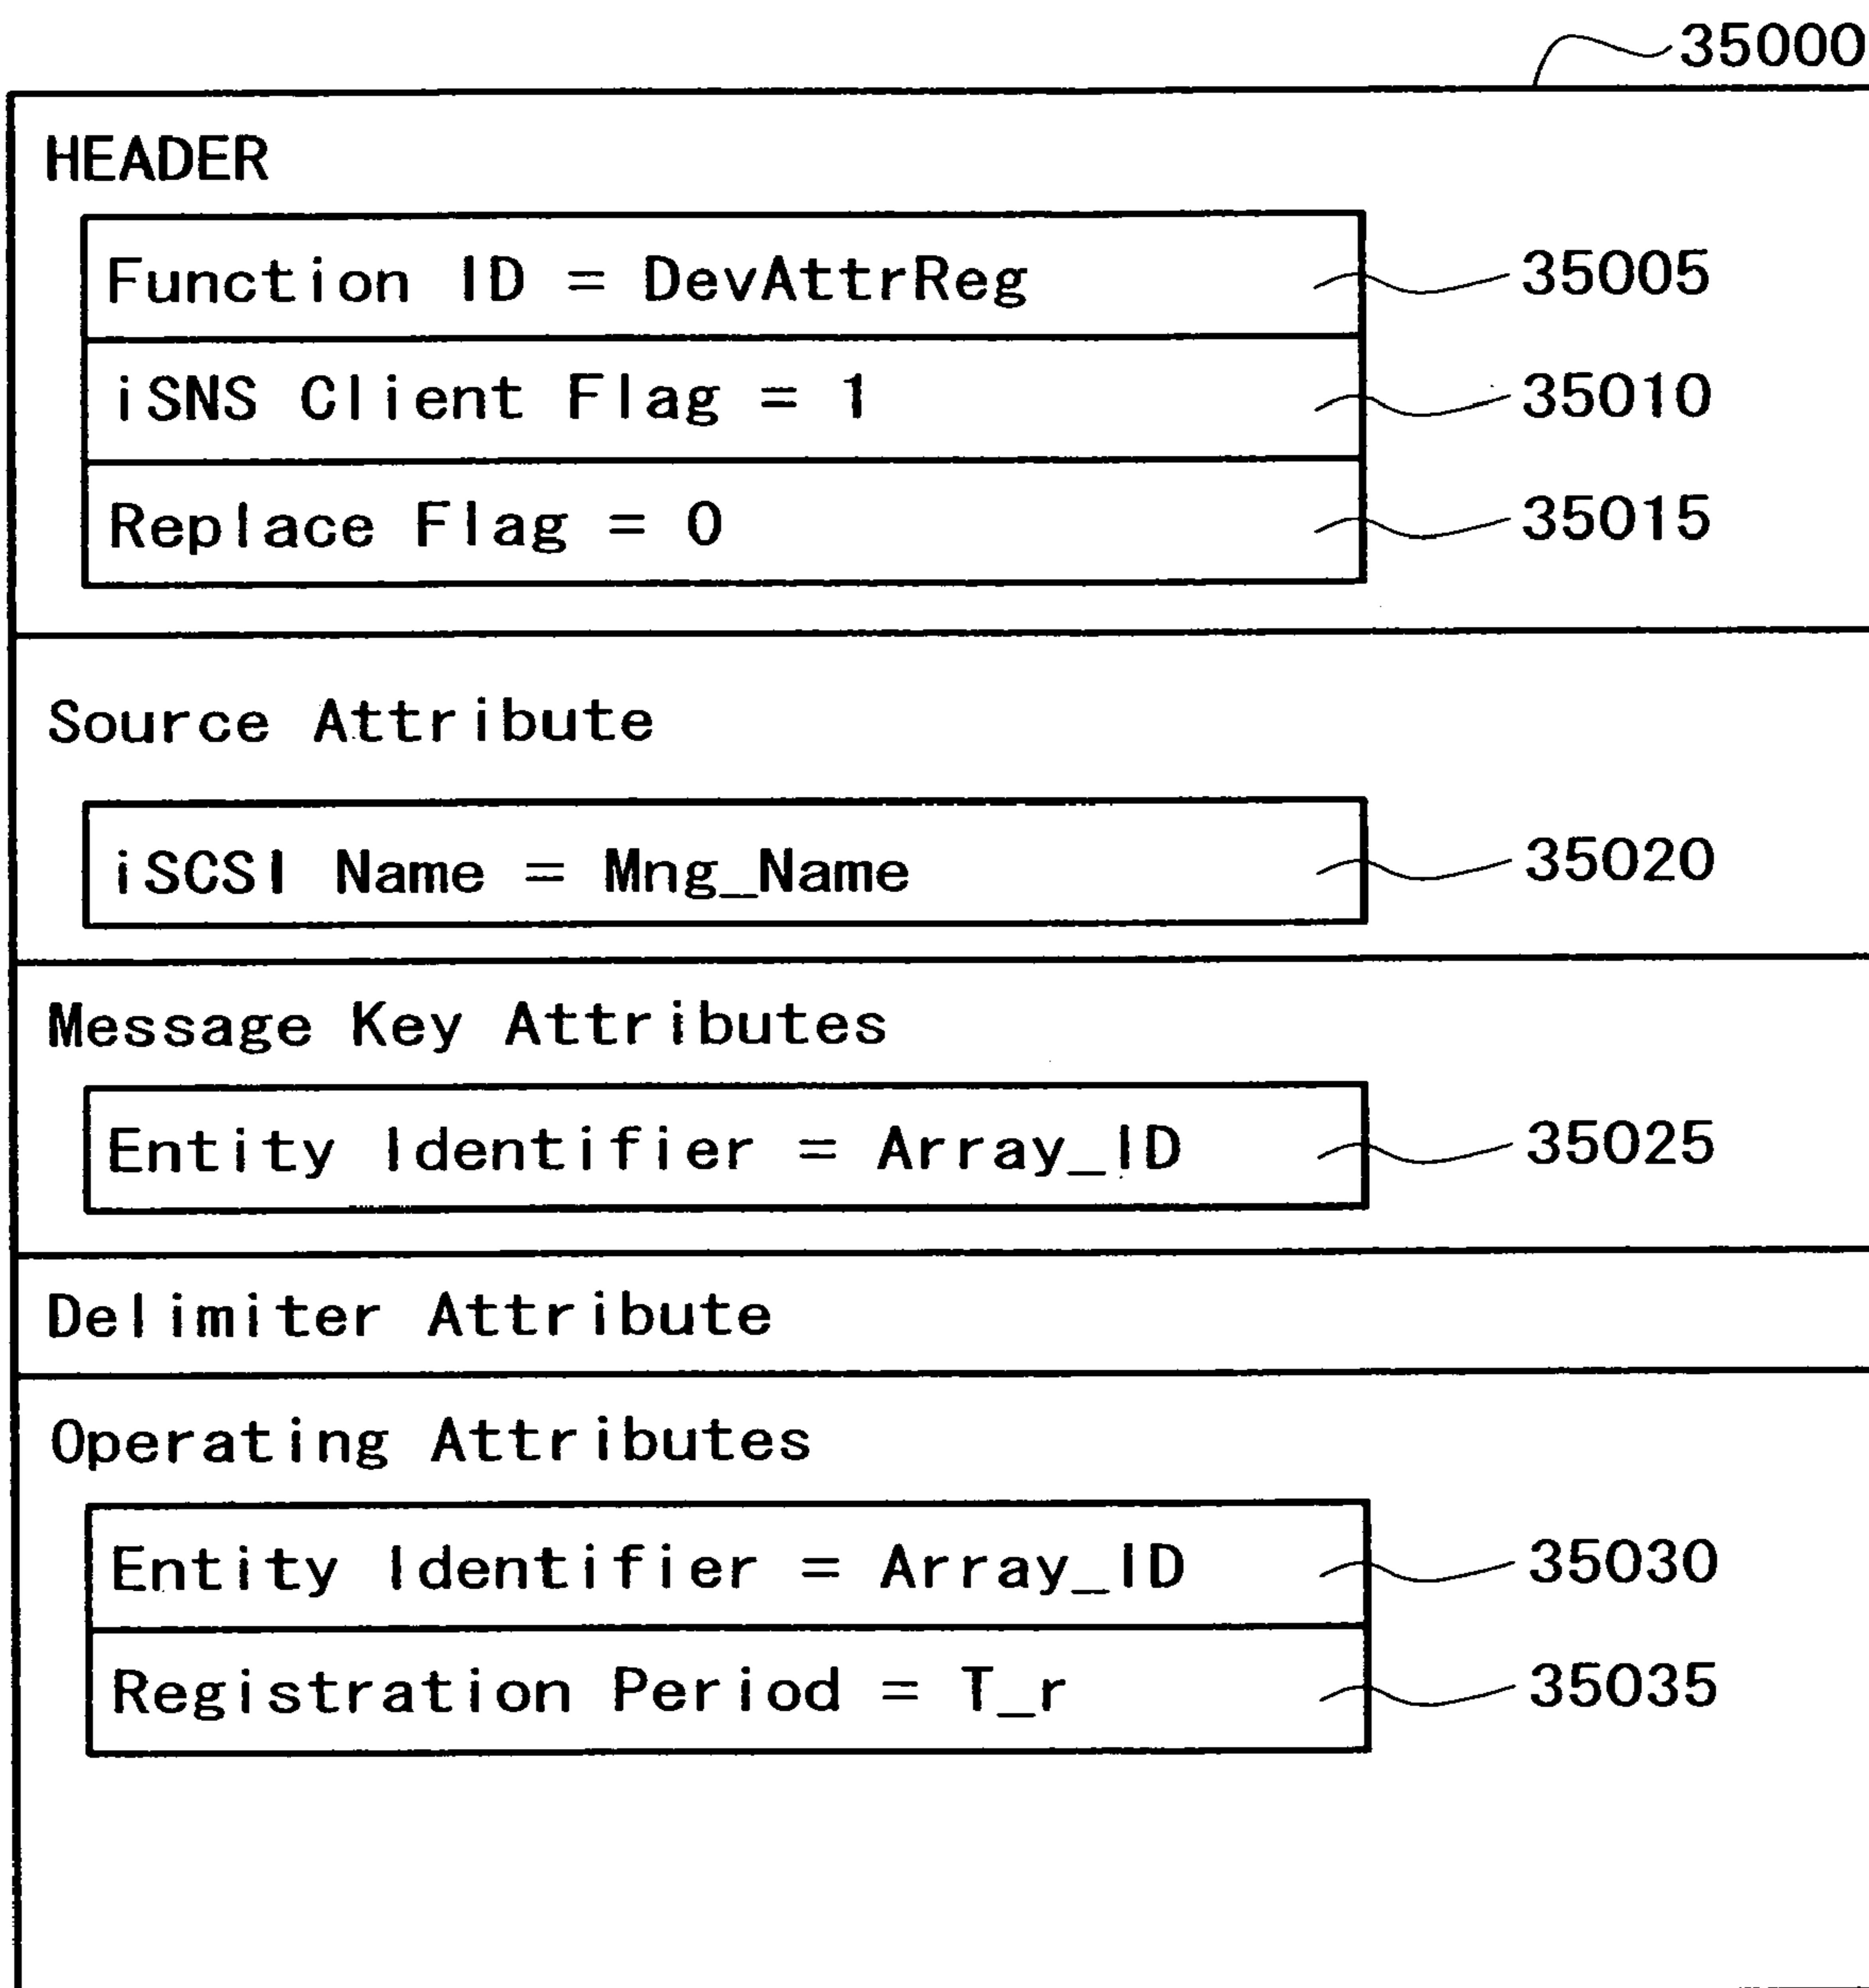 35000
HEADER
Function ID = DevAttrReg 35005
iSNS Client Flag = 1 35010
Replace Flag = 0 35015
Source Attribute
iSCSI Name = Mng_Name 35020
Message Key Attributes
Entity Identifier = Array_ID 35025
Delimiter Attribute
Operating Attributes
Entity Identifier = Array_ID 35030
Registration Period = T_r 35035